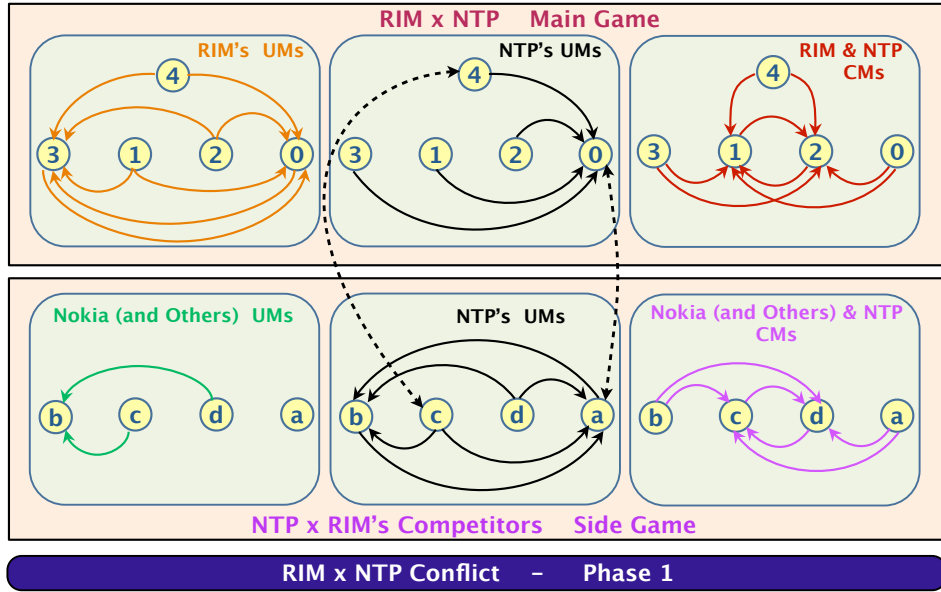 RIM x NTP Main Game
RIM's UMs
4
3 1 2 0
NTP's UMs
4
3 1 2 0
RIM & NTP
CMs
4
3 1 2 0
Nokia (and Others) UMs
b c d a
NTP's UMs
b c d a
Nokia (and Others) & NTP
CMs
b c d a
NTP x RIM's Competitors Side Game
RIM x NTP Conflict – Phase 1